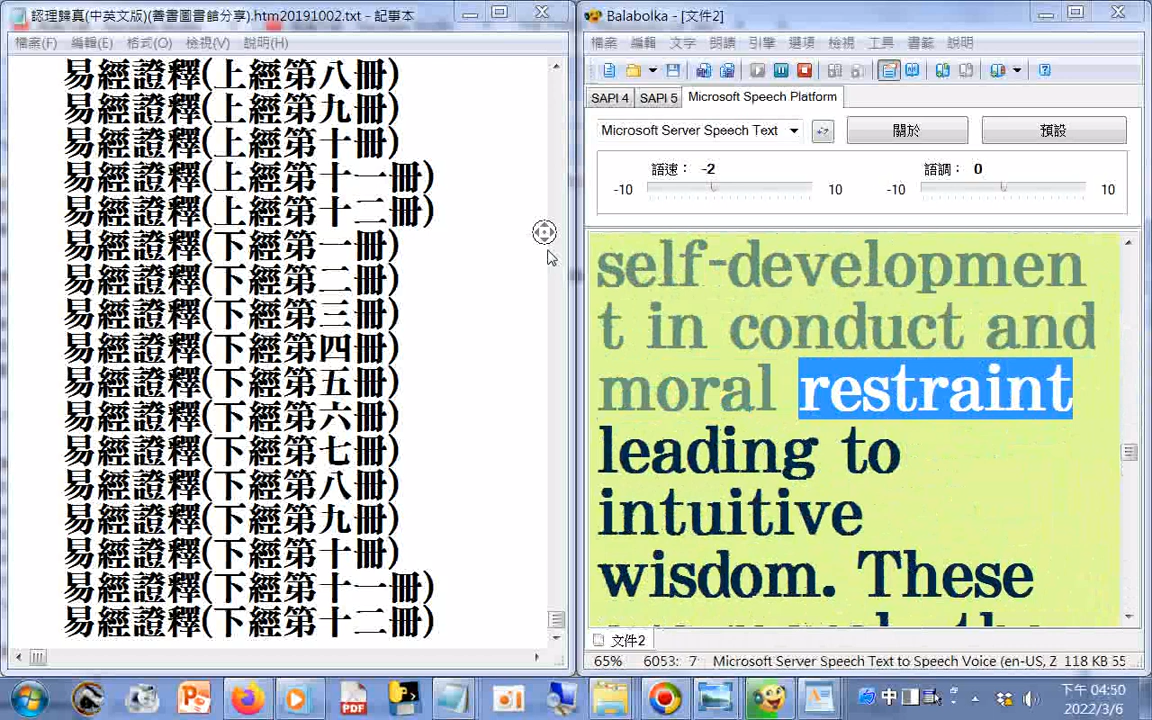 認理歸真(中英文版)(善書圖書館分享).htm20191002.txt - 記事本
檔案(F) 編輯(E) 格式(O) 檢視(V) 說明(H)
易經證釋(上經第八冊)
易經證釋(上經第九冊)
易經證釋(上經第十冊)
易經證釋(上經第十一冊)
易經證釋(上經第十二冊)
易經證釋(下經第一冊)
易經證釋(下經第二冊)
易經證釋(下經第三冊)
易經證釋(下經第四冊)
易經證釋(下經第五冊)
易經證釋(下經第六冊)
易經證釋(下經第七冊)
易經證釋(下經第八冊)
易經證釋(下經第九冊)
易經證釋(下經第十冊)
易經證釋(下經第十一冊)
易經證釋(下經第十二冊)
Balabolka - [文件2]
檔案 編輯 文字 朗讀 引擎 選項 檢視 工具 書籤 說明
SAPI 4 SAPI 5 Microsoft Speech Platform
Microsoft Server Speech Text 關於 預設
語速： -2 語調： 0
-10 10 -10 10
self-developmen
t in conduct and
moral restraint
leading to
intuitive
wisdom. These
文件2
65% 6053: 7 Microsoft Server Speech Text to Speech Voice (en-US, Z 118 KB 55
中 下午 04:50
2022/3/6